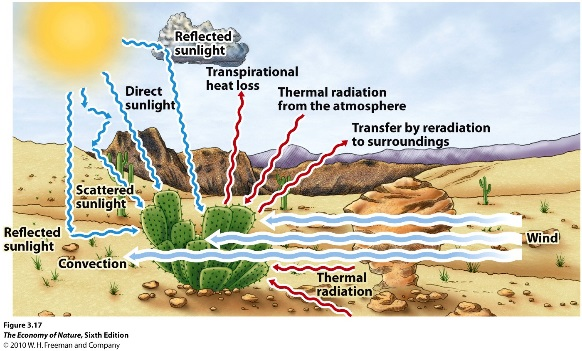 Reflected
sunlight
Transpirational
heat loss
Direct
sunlight
Thermal radiation
from the atmosphere
Transfer by reradiation
to surroundings
Scattered
sunlight
Reflected
sunlight
Wind
Convection
Thermal
radiation
Figure 3.17
The Economy of Nature, Sixth Edition
© 2010 W. H. Freeman and Company